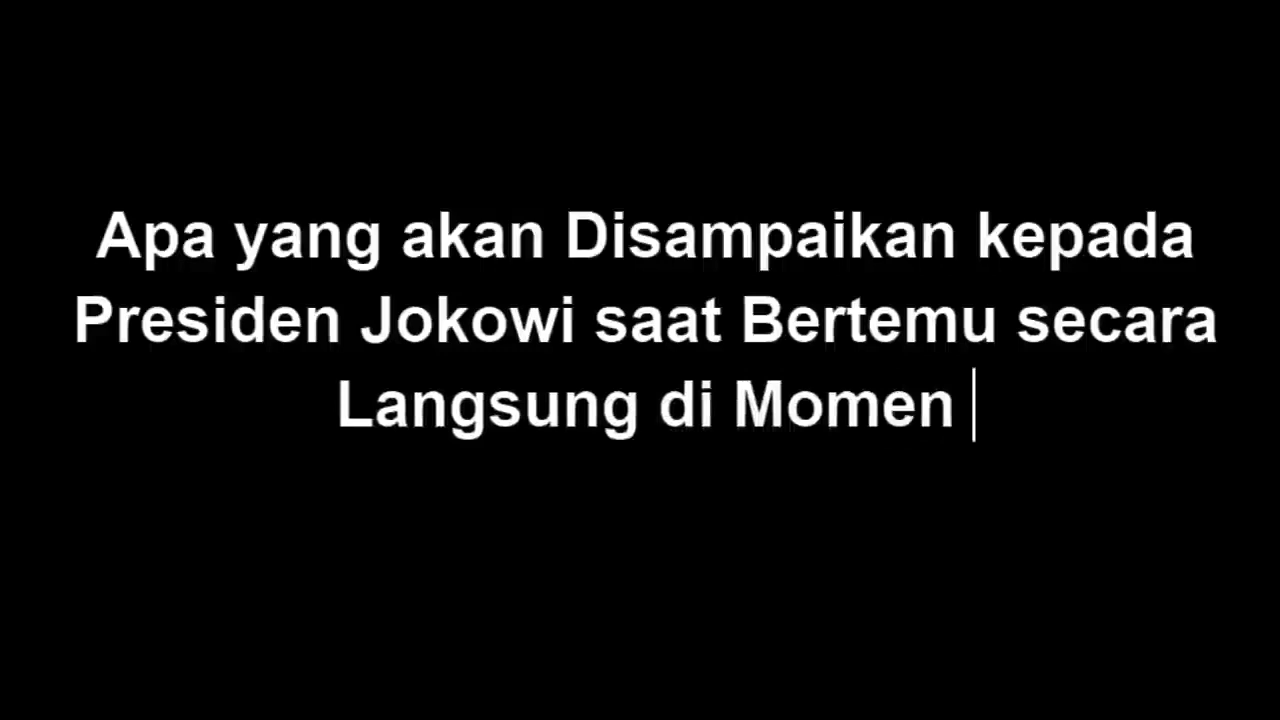 Apa yang akan Disampaikan kepada
Presiden Jokowi saat Bertemu secara
Langsung di Momen